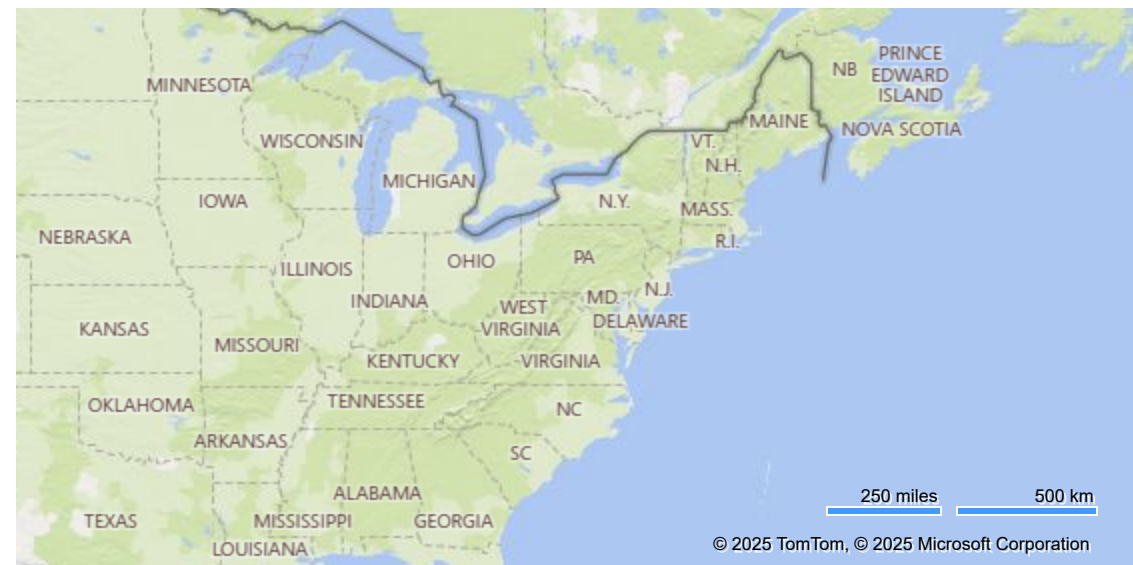 PRINCE
EDWARD
ISLAND
NB
MINNESOTA
MAINE
NOVA SCOTIA
WISCONSIN
VT.
N.H.
MICHIGAN
IOWA
N.Y.
MASS.
NEBRASKA
R.I.
OHIO
PA
ILLINOIS
INDIANA
N.J.
MD.
WEST
VIRGINIA
DELAWARE
KANSAS
MISSOURI
KENTUCKY
VIRGINIA
TENNESSEE
OKLAHOMA
NC
ARKANSAS
SC
ALABAMA
TEXAS
MISSISSIPPI
GEORGIA
LOUISIANA
250 miles
500 km
© 2025 TomTom, © 2025 Microsoft Corporation